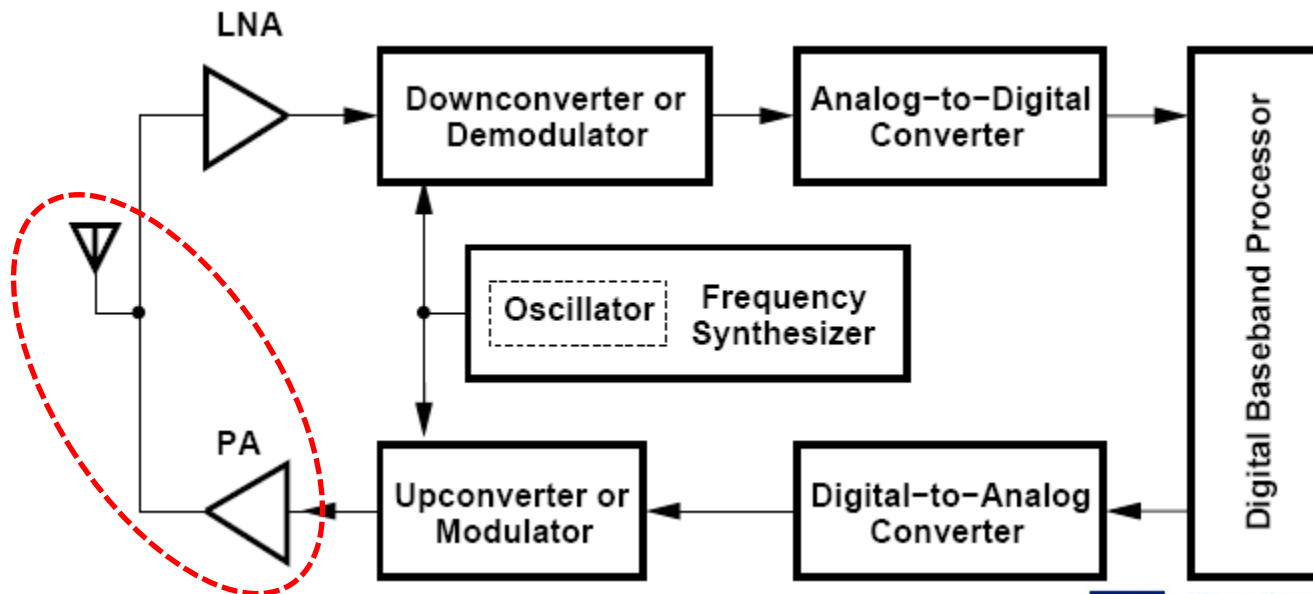 LNA
Downconverter or
Demodulator
Analog-to-Digital
Converter
Digital Baseband Processor
Oscillator
Frequency
Synthesizer
PA
Upconverter or
Modulator
Digital-to-Analog
Converter